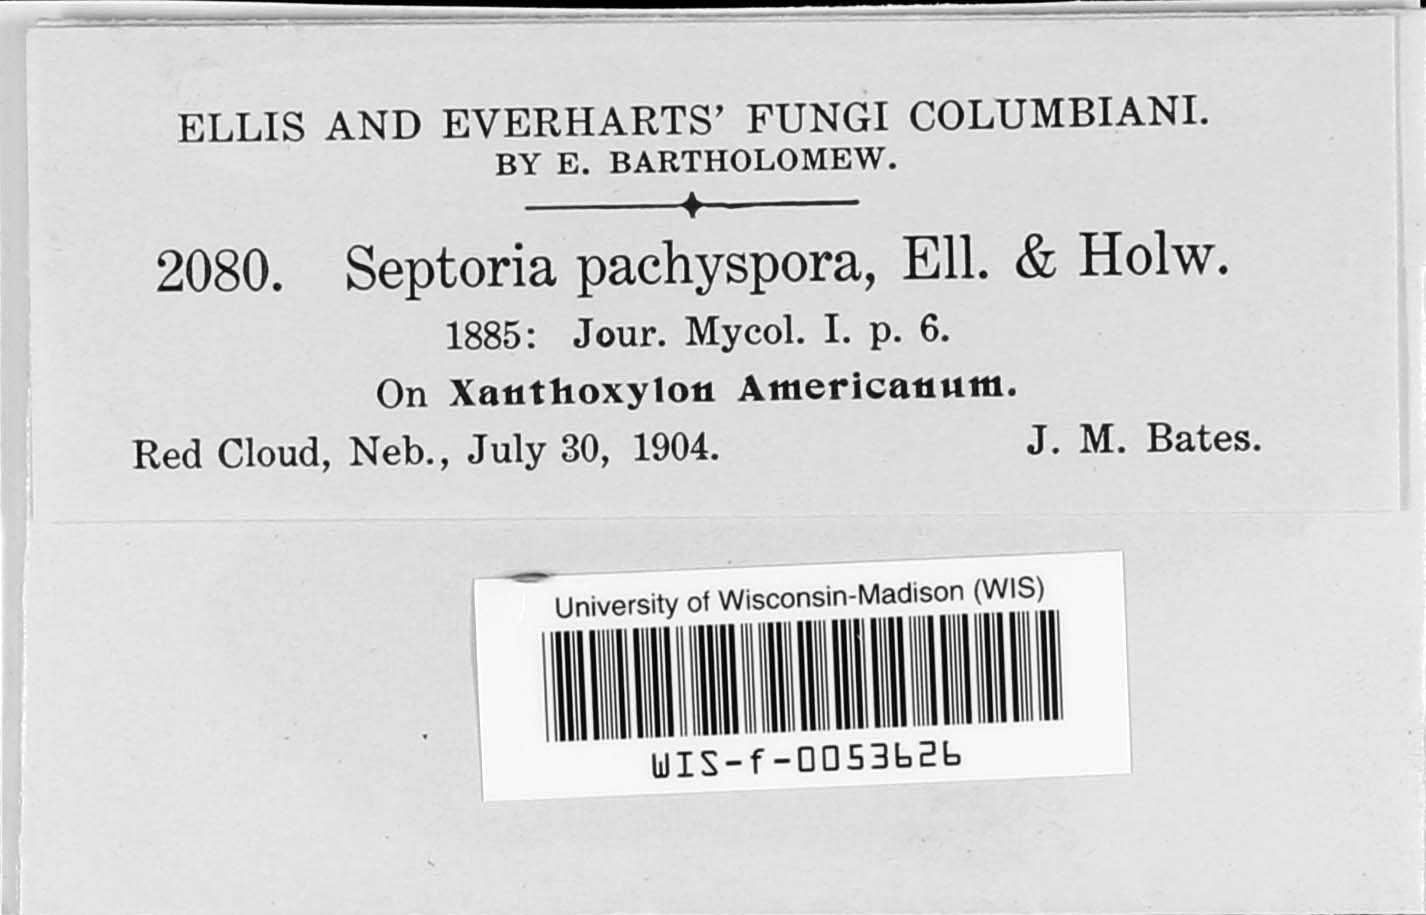 ELLIS AND EVERHARTS' FUNGI COLUMBIANI.
BY E. BARTHOLOMEW.
2080. Septoria pachyspora, Ell. & Holw.
1885: Jour. Mycol. I. p. 6.
On Xanthoxylon Americanum.
Red Cloud, Neb., July 30, 1904. J. M. Bates.
University of Wisconsin-Madison (WIS)
WIS-f-0053626